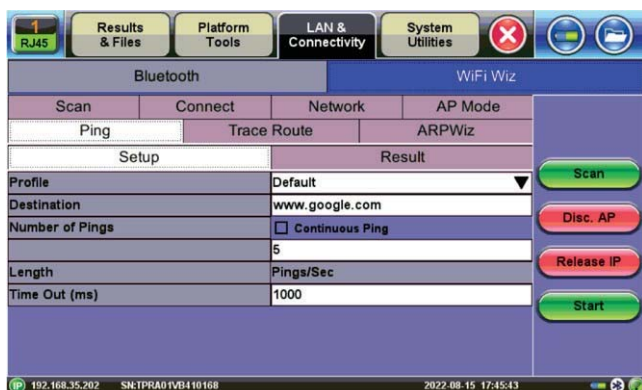 1
RJ45
Results & Files
Platform Tools
LAN & Connectivity
System Utilities
Bluetooth
WiFi Wiz
Scan
Connect
Network
AP Mode
Ping
Trace Route
ARPWiz
Setup
Result
Profile
Default
Destination
www.google.com
Number of Pings
Continuous Ping
5
Length
Pings/Sec
Time Out (ms)
1000
Scan
Disc. AP
Release IP
Start
IP 192.168.35.202 SN:TPRA01VB410168 2022-08-15 17:45:43